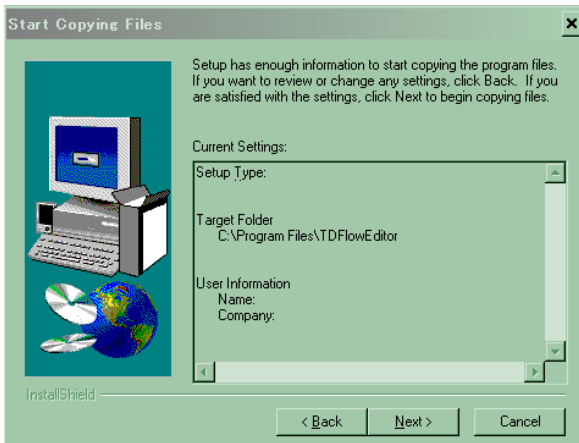 Start Copying Files
Setup has enough information to start copying the program files.
If you want to review or change any settings, click Back. If you
are satisfied with the settings, click Next to begin copying files.
Current Settings:
Setup Type:
Target Folder
C:\Program Files\TDFlowEditor
User Information
Name:
Company:
InstallShield
< Back
Next >
Cancel